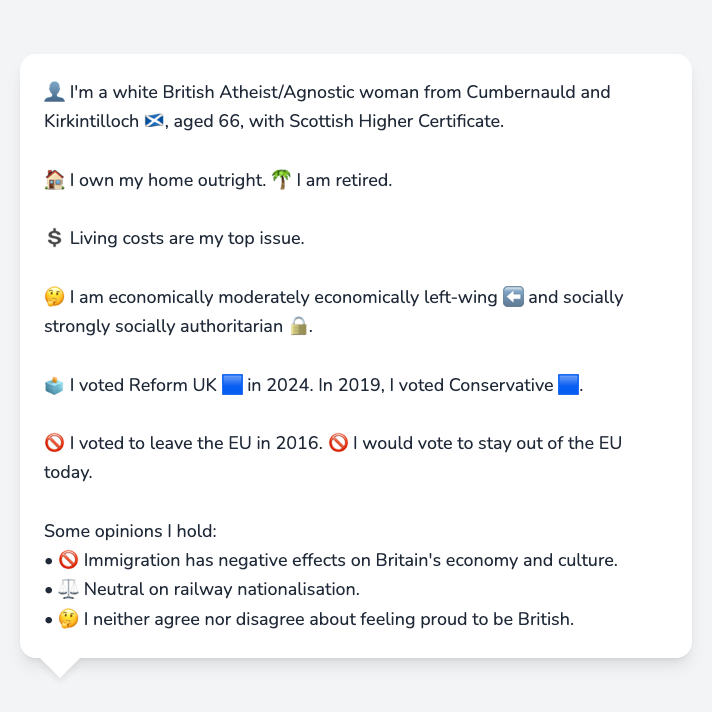 👤 I'm a white British Atheist/Agnostic woman from Cumbernauld and
Kirkintilloch 🏴󠁧󠁢󠁳󠁣󠁴󠁿, aged 66, with Scottish Higher Certificate.
🏠 I own my home outright. 🌴 I am retired.
💲 Living costs are my top issue.
🤔 I am economically moderately economically left-wing ⬅️ and socially
strongly socially authoritarian 🔒.
🗳️ I voted Reform UK 🟦 in 2024. In 2019, I voted Conservative 🟦.
🚫 I voted to leave the EU in 2016. 🚫 I would vote to stay out of the EU
today.
Some opinions I hold:
• 🚫 Immigration has negative effects on Britain's economy and culture.
• ⚖️ Neutral on railway nationalisation.
• 🤔 I neither agree nor disagree about feeling proud to be British.